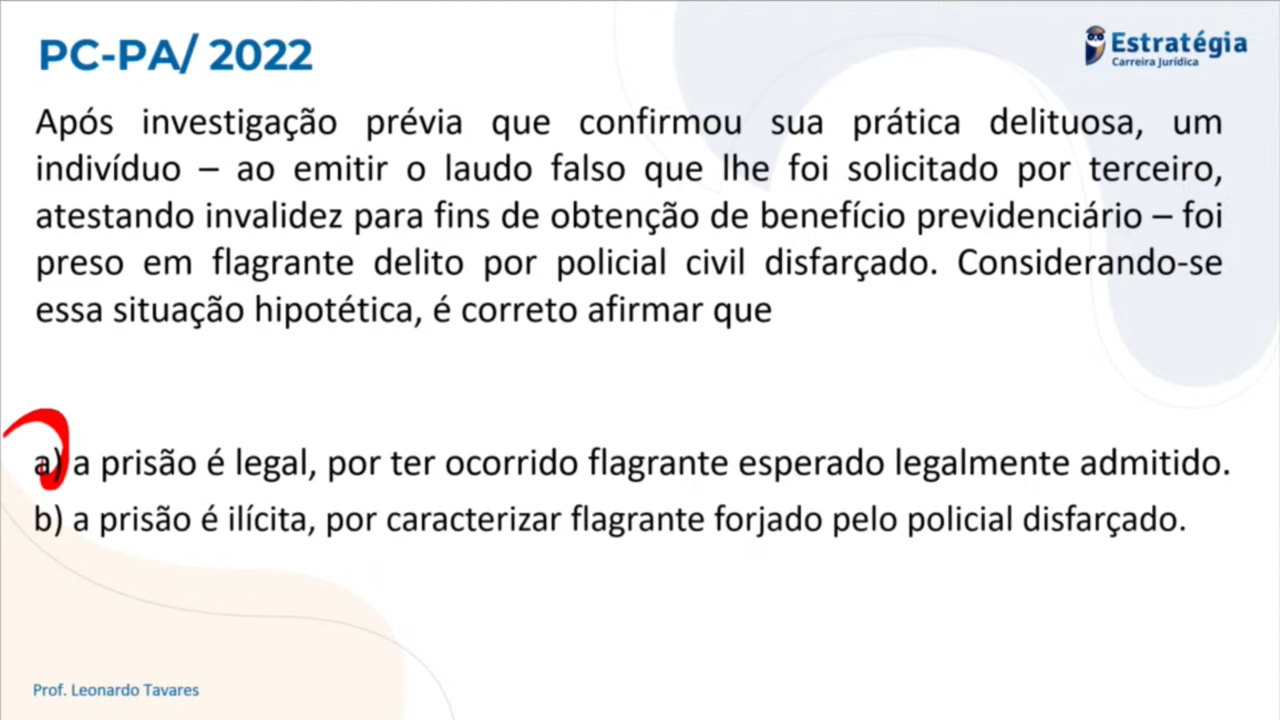 PC-PA/ 2022
Estratégia
Carreira Jurídica
Após investigação prévia que confirmou sua prática delituosa, um
indivíduo – ao emitir o laudo falso que lhe foi solicitado por terceiro,
atestando invalidez para fins de obtenção de benefício previdenciário – foi
preso em flagrante delito por policial civil disfarçado. Considerando-se
essa situação hipotética, é correto afirmar que
a) a prisão é legal, por ter ocorrido flagrante esperado legalmente admitido.
b) a prisão é ilícita, por caracterizar flagrante forjado pelo policial disfarçado.
Prof. Leonardo Tavares